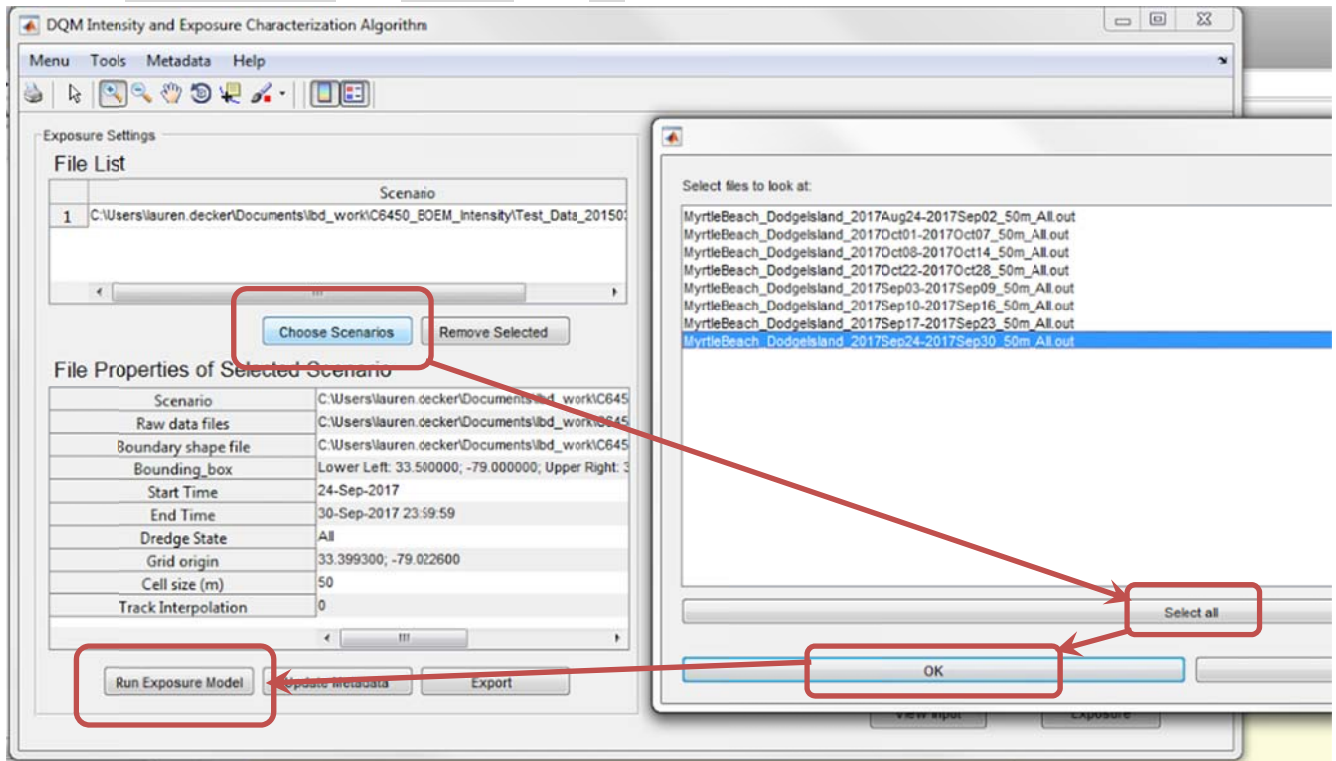 DQM Intensity and Exposure Characterization Algorithm
Menu Tools Metadata Help
Exposure Settings
File List
Scenario
1 C:\Users\lauren.decker\Documents\lbd_work\C6450_BOEM_Intensity\Test_Data_20150
Choose Scenarios Remove Selected
File Properties of Selected Scenario
Scenario C:\Users\lauren.decker\Documents\lbd_work\C645
Raw data files C:\Users\lauren.decker\Documents\lbd_work\C645
Boundary shape file C:\Users\lauren.decker\Documents\lbd_work\C645
Bounding_box Lower Left: 33.500000; -79.000000; Upper Right: 3
Start Time 24-Sep-2017
End Time 30-Sep-2017 23:59:59
Dredge State All
Grid origin 33.399300; -79.022600
Cell size (m) 50
Track Interpolation 0
Run Exposure Model Update Metadata Export
Select files to look at:
MyrtleBeach_DodgeIsland_2017Aug24-2017Sep02_50m_All.out
MyrtleBeach_DodgeIsland_2017Oct01-2017Oct07_50m_All.out
MyrtleBeach_DodgeIsland_2017Oct08-2017Oct14_50m_All.out
MyrtleBeach_DodgeIsland_2017Oct22-2017Oct28_50m_All.out
MyrtleBeach_DodgeIsland_2017Sep03-2017Sep09_50m_All.out
MyrtleBeach_DodgeIsland_2017Sep10-2017Sep16_50m_All.out
MyrtleBeach_DodgeIsland_2017Sep17-2017Sep23_50m_All.out
MyrtleBeach_DodgeIsland_2017Sep24-2017Sep30_50m_All.out
Select all
OK
View Input Exposure